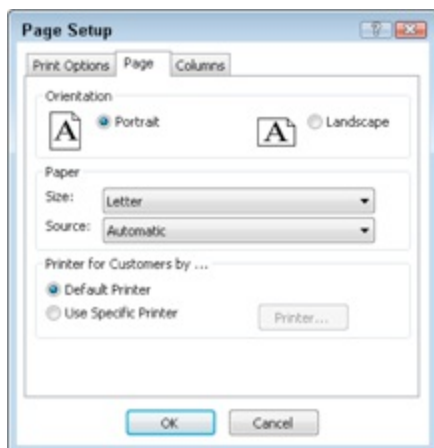 Page Setup
Print Options Page Columns
Orientation
A Portrait A Landscape
Paper
Size: Letter
Source: Automatic
Printer for Customers by ...
Default Printer
Use Specific Printer Printer...
OK Cancel